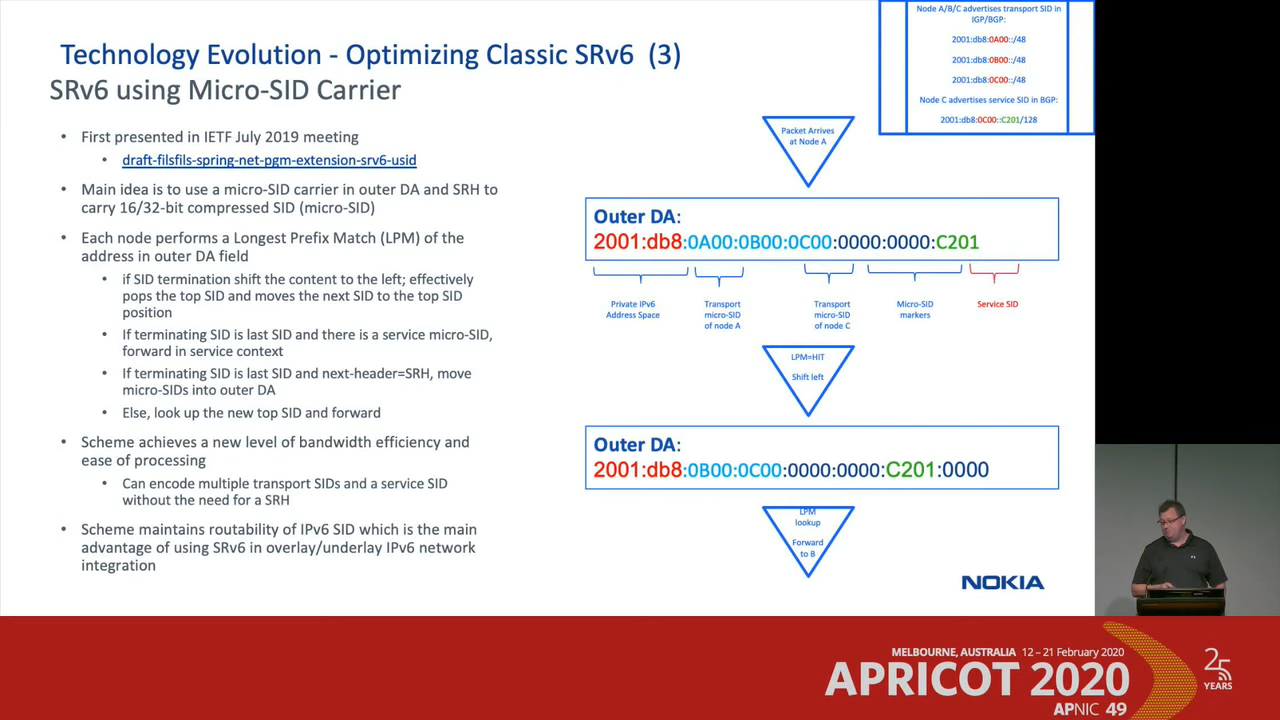 Technology Evolution - Optimizing Classic SRv6 (3)
SRv6 using Micro-SID Carrier
• First presented in IETF July 2019 meeting
• draft-filsfils-spring-net-pgm-extension-srv6-usid
• Main idea is to use a micro-SID carrier in outer DA and SRH to
carry 16/32-bit compressed SID (micro-SID)
• Each node performs a Longest Prefix Match (LPM) of the
address in outer DA field
• if SID termination shift the content to the left; effectively
pops the top SID and moves the next SID to the top SID
position
• If terminating SID is last SID and there is a service micro-SID,
forward in service context
• If terminating SID is last SID and next-header=SRH, move
micro-SIDs into outer DA
• Else, look up the new top SID and forward
• Scheme achieves a new level of bandwidth efficiency and
ease of processing
• Can encode multiple transport SIDs and a service SID
without the need for a SRH
• Scheme maintains routability of IPv6 SID which is the main
advantage of using SRv6 in overlay/underlay IPv6 network
integration
Node A/B/C advertises transport SID in
IGP/BGP:
2001:db8:0A00::/48
2001:db8:0B00::/48
2001:db8:0C00::/48
Node C advertises service SID in BGP:
2001:db8:0C00::C201/128
Packet Arrives
at Node A
Outer DA:
2001:db8:0A00:0B00:0C00:0000:0000:C201
Private IPv6
Address Space
Transport
micro-SID
of node A
Transport
micro-SID
of node C
Micro-SID
markers
Service SID
LPM=HIT
Shift left
Outer DA:
2001:db8:0B00:0C00:0000:0000:C201:0000
LPM
lookup
Forward
to B
NOKIA
MELBOURNE, AUSTRALIA 12 – 21 February 2020
APRICOT 2020
APNIC 49
25
YEARS